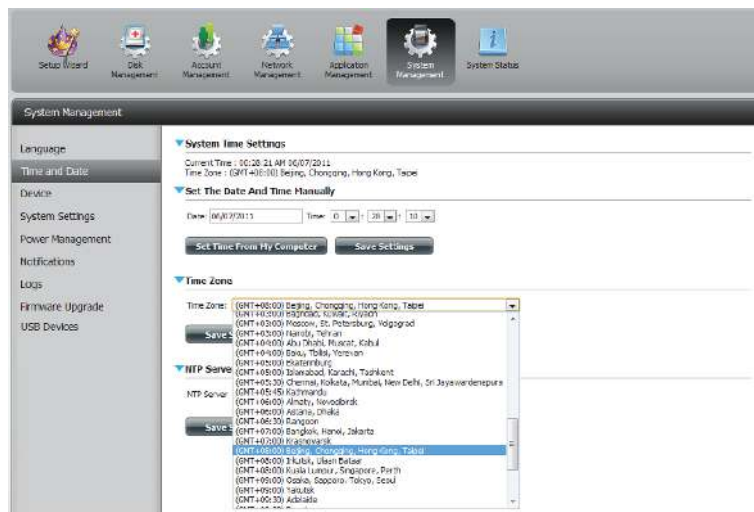 Setup Wizard
Disk Management
Account Management
Network Management
Application Management
System Management
System Status
System Management
Language
Time and Date
Device
System Settings
Power Management
Notifications
Logs
Firmware Upgrade
USB Devices
System Time Settings
Current Time : 00:28:21 AM 06/07/2011
Time Zone : (GMT+08:00) Beijing, Chongqing, Hong Kong, Taipei
Set The Date And Time Manually
Date: 06/07/2011 Time: 0 : 28 : 10
Set Time From My Computer Save Settings
Time Zone
Time Zone: (GMT+08:00) Beijing, Chongqing, Hong Kong, Taipei
(GMT+03:00) Baghdad, Kuwait, Riyadh
(GMT+03:00) Moscow, St. Petersburg, Volgograd
(GMT+03:00) Nairobi, Tehran
(GMT+04:00) Abu Dhabi, Muscat, Kabul
(GMT+04:00) Baku, Tbilisi, Yerevan
(GMT+05:00) Ekaterinburg
(GMT+05:00) Islamabad, Karachi, Tashkent
(GMT+05:30) Chennai, Kolkata, Mumbai, New Delhi, Sri Jayawardenepura
(GMT+05:45) Kathmandu
(GMT+06:00) Almaty, Novosibirsk
(GMT+06:00) Astana, Dhaka
(GMT+06:30) Rangoon
(GMT+07:00) Bangkok, Hanoi, Jakarta
(GMT+07:00) Krasnoyarsk
(GMT+08:00) Beijing, Chongqing, Hong Kong, Taipei
(GMT+08:00) Irkutsk, Ulaan Bataar
(GMT+08:00) Kuala Lumpur, Singapore, Perth
(GMT+09:00) Osaka, Sapporo, Tokyo, Seoul
(GMT+09:00) Yakutsk
(GMT+09:30) Adelaide
Save S
NTP Serve
NTP Server
Save S